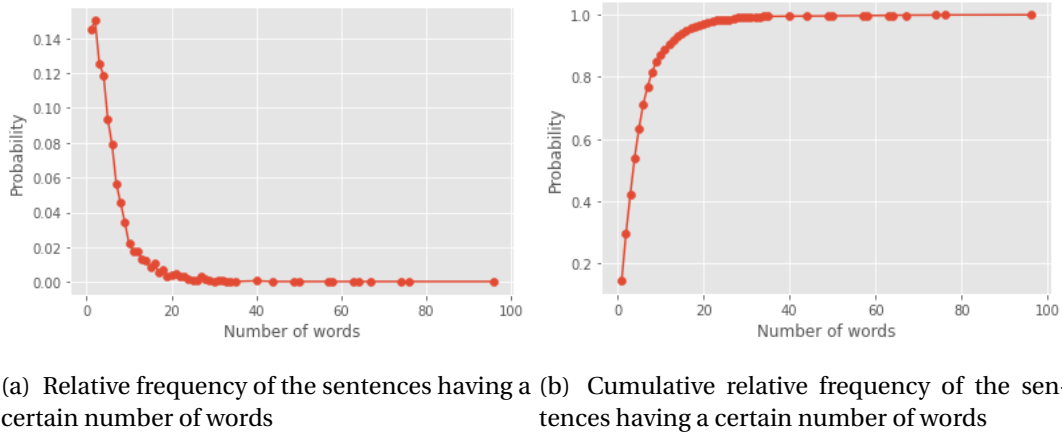 0.14
0.12
0.10
0.08
0.06
0.04
0.02
0.00
Probability
0 20 40 60 80 100
Number of words
1.0
0.8
0.6
0.4
0.2
Probability
0 20 40 60 80 100
Number of words
(a) Relative frequency of the sentences having a
certain number of words
(b) Cumulative relative frequency of the sen-
tences having a certain number of words